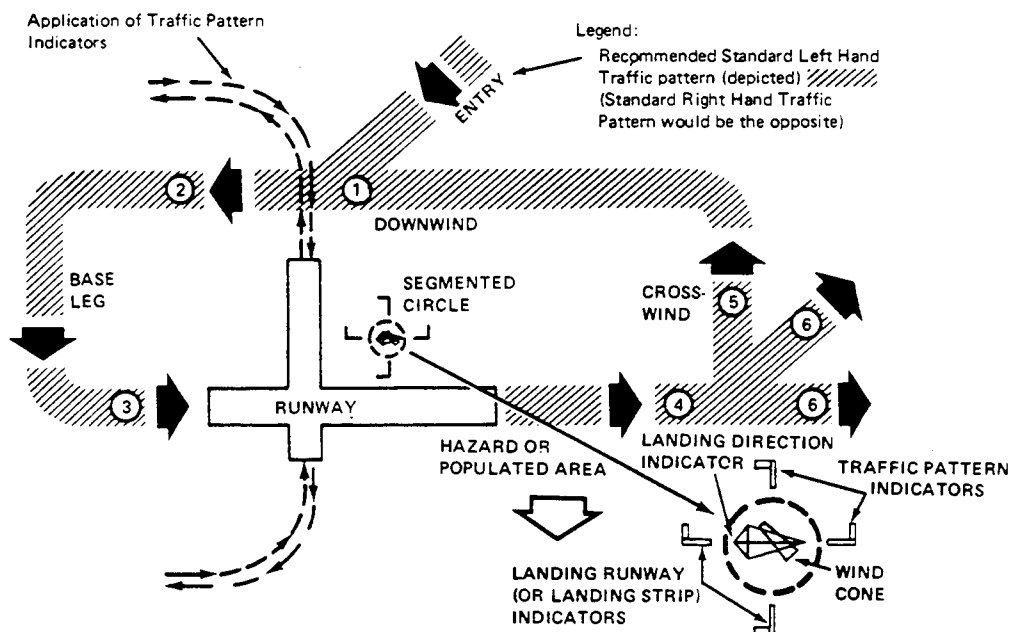 Application of Traffic Pattern
Indicators
Legend:
Recommended Standard Left Hand
Traffic pattern (depicted)
(Standard Right Hand Traffic
Pattern would be the opposite)
ENTRY
2
1
DOWNWIND
BASE
LEG
SEGMENTED
CIRCLE
CROSS-
WIND
5
6
3
RUNWAY
4
6
HAZARD OR
POPULATED AREA
LANDING DIRECTION
INDICATOR
TRAFFIC PATTERN
INDICATORS
LANDING RUNWAY
(OR LANDING STRIP)
INDICATORS
WIND
CONE